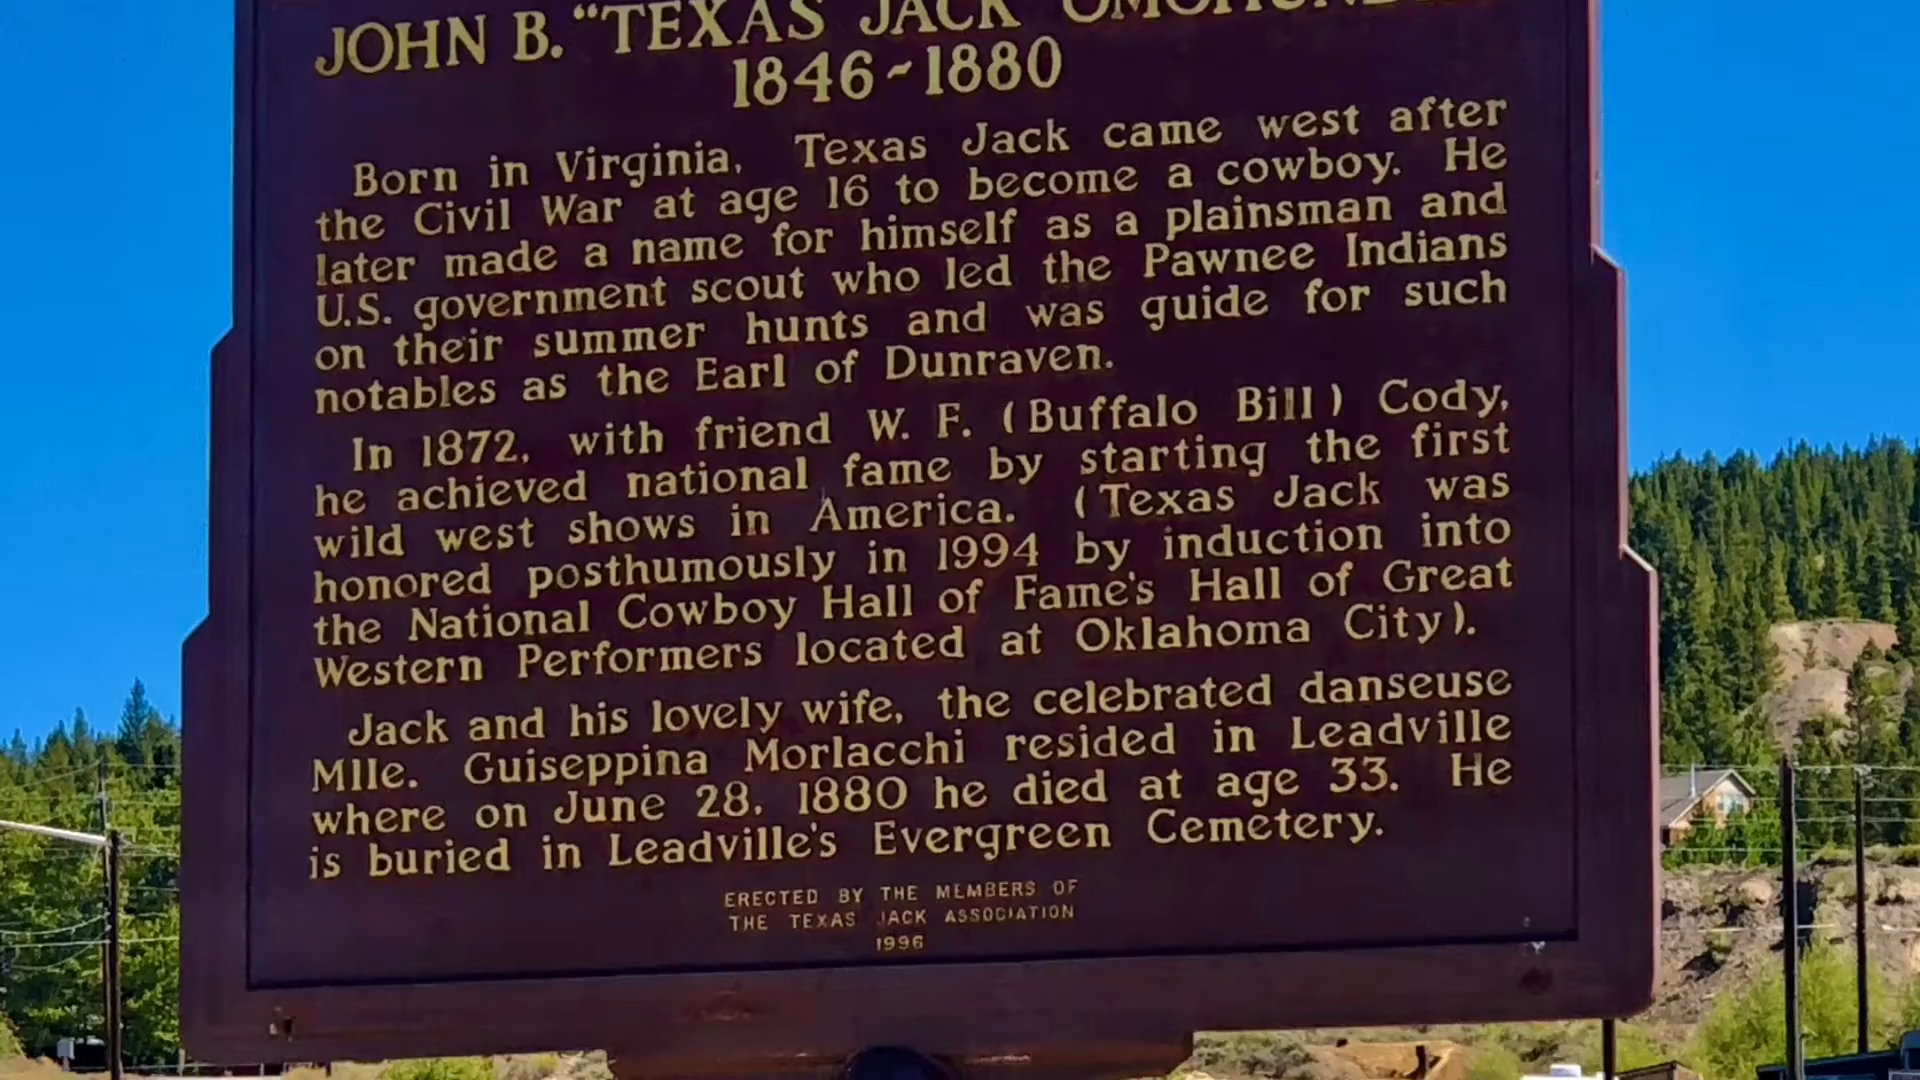 JOHN B. "TEXAS JACK" OMOHUNDRO
1846~1880
Born in Virginia, Texas Jack came west after
the Civil War at age 16 to become a cowboy. He
later made a name for himself as a plainsman and
U.S. government scout who led the Pawnee Indians
on their summer hunts and was guide for such
notables as the Earl of Dunraven.
In 1872, with friend W. F. (Buffalo Bill) Cody,
he achieved national fame by starting the first
wild west shows in America. (Texas Jack was
honored posthumously in 1994 by induction into
the National Cowboy Hall of Fame's Hall of Great
Western Performers located at Oklahoma City).
Jack and his lovely wife, the celebrated danseuse
Mlle. Guiseppina Morlacchi resided in Leadville
where on June 28, 1880 he died at age 33. He
is buried in Leadville's Evergreen Cemetery.
ERECTED BY THE MEMBERS OF
THE TEXAS JACK ASSOCIATION
1996